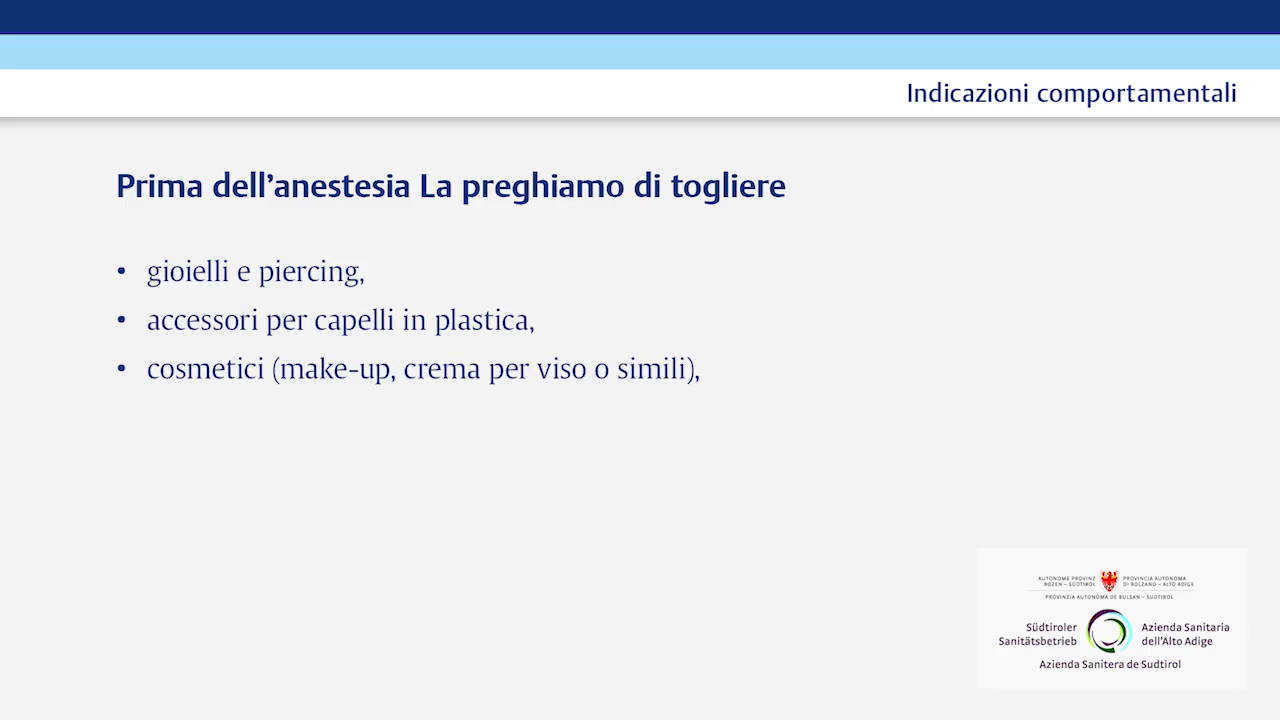 Indicazioni comportamentali
Prima dell’anestesia La preghiamo di togliere
• gioielli e piercing,
• accessori per capelli in plastica,
• cosmetici (make-up, crema per viso o simili),
AUTONOME PROVINZ
BOZEN – SÜDTIROL
PROVINCIA AUTONOMA
DI BOLZANO – ALTO ADIGE
PROVINZIA AUTONOMA DE BULSAN – SÜDTIROL
Südtiroler
Sanitätsbetrieb
Azienda Sanitaria
dell’Alto Adige
Azienda Sanitera de Sudtirol